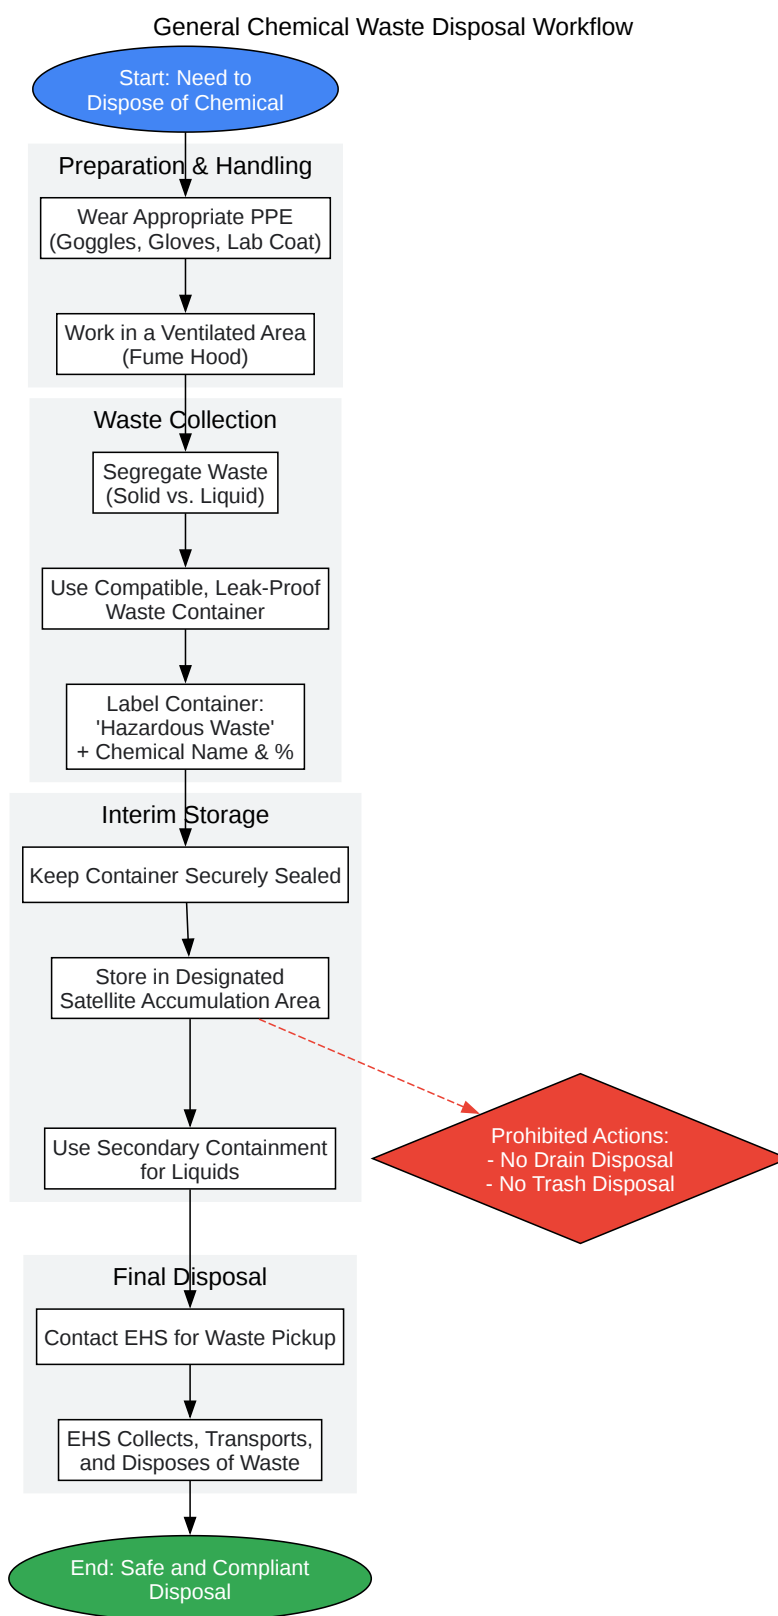 General Chemical Waste Disposal Workflow
Start: Need to
Dispose of Chemical
Preparation & Handling
Wear Appropriate PPE
(Goggles, Gloves, Lab Coat)
Work in a Ventilated Area
(Fume Hood)
Waste Collection
Segregate Waste
(Solid vs. Liquid)
Use Compatible, Leak-Proof
Waste Container
Label Container:
'Hazardous Waste'
+ Chemical Name & %
Interim Storage
Keep Container Securely Sealed
Store in Designated
Satellite Accumulation Area
Use Secondary Containment
for Liquids
Prohibited Actions:
- No Drain Disposal
- No Trash Disposal
Final Disposal
Contact EHS for Waste Pickup
EHS Collects, Transports,
and Disposes of Waste
End: Safe and Compliant
Disposal